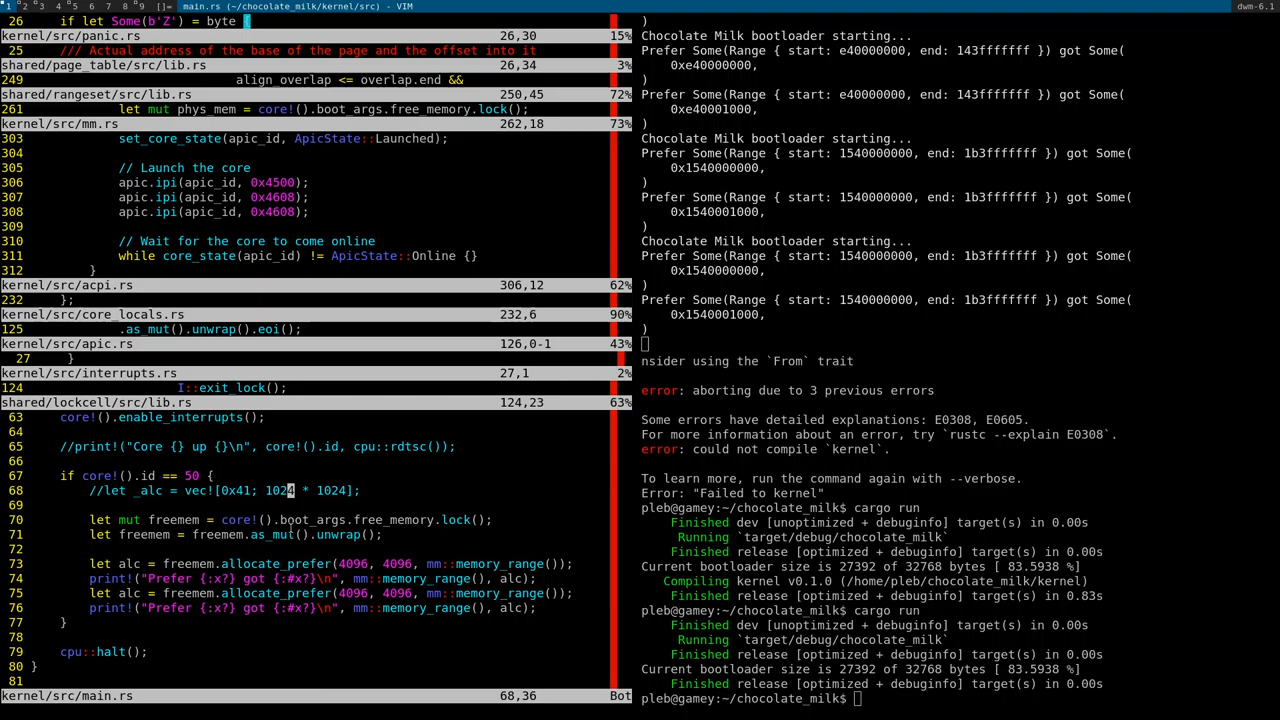 1 2 3 4 5 6 7 8 9 []= main.rs (~/chocolate_milk/kernel/src) - VIM dwm-6.1
26 if let Some(b'Z') = byte {
kernel/src/panic.rs 26,30 15%
25 /// Actual address of the base of the page and the offset into it
shared/page_table/src/lib.rs 26,34 3%
249 align_overlap <= overlap.end &&
shared/rangeset/src/lib.rs 250,45 72%
261 let mut phys_mem = core!().boot_args.free_memory.lock();
kernel/src/mm.rs 262,18 73%
303 set_core_state(apic_id, ApicState::Launched);
304
305 // Launch the core
306 apic.ipi(apic_id, 0x4500);
307 apic.ipi(apic_id, 0x4608);
308 apic.ipi(apic_id, 0x4608);
309
310 // Wait for the core to come online
311 while core_state(apic_id) != ApicState::Online {}
312 }
kernel/src/acpi.rs 306,12 62%
232 };
kernel/src/core_locals.rs 232,6 90%
125 .as_mut().unwrap().eoi();
kernel/src/apic.rs 126,0-1 43%
27 }
kernel/src/interrupts.rs 27,1 2%
124 I::exit_lock();
shared/lockcell/src/lib.rs 124,23 63%
63 core!().enable_interrupts();
64
65 //print!("Core {} up {}\n", core!().id, cpu::rdtsc());
66
67 if core!().id == 50 {
68 //let _alc = vec![0x41; 1024 * 1024];
69
70 let mut freemem = core!().boot_args.free_memory.lock();
71 let freemem = freemem.as_mut().unwrap();
72
73 let alc = freemem.allocate_prefer(4096, 4096, mm::memory_range());
74 print!("Prefer {:x?} got {:#x?}\n", mm::memory_range(), alc);
75 let alc = freemem.allocate_prefer(4096, 4096, mm::memory_range());
76 print!("Prefer {:x?} got {:#x?}\n", mm::memory_range(), alc);
77 }
78
79 cpu::halt();
80 }
81
kernel/src/main.rs 68,36 Bot
)
Chocolate Milk bootloader starting...
Prefer Some(Range { start: e40000000, end: 143fffffff }) got Some(
0xe40000000,
)
Prefer Some(Range { start: e40000000, end: 143fffffff }) got Some(
0xe40001000,
)
Chocolate Milk bootloader starting...
Prefer Some(Range { start: 1540000000, end: 1b3fffffff }) got Some(
0x1540000000,
)
Prefer Some(Range { start: 1540000000, end: 1b3fffffff }) got Some(
0x1540001000,
)
Chocolate Milk bootloader starting...
Prefer Some(Range { start: 1540000000, end: 1b3fffffff }) got Some(
0x1540000000,
)
Prefer Some(Range { start: 1540000000, end: 1b3fffffff }) got Some(
0x1540001000,
)
nsider using the `From` trait
error: aborting due to 3 previous errors
Some errors have detailed explanations: E0308, E0605.
For more information about an error, try `rustc --explain E0308`.
error: could not compile `kernel`.
To learn more, run the command again with --verbose.
Error: "Failed to kernel"
pleb@gamey:~/chocolate_milk$ cargo run
Finished dev [unoptimized + debuginfo] target(s) in 0.00s
Running `target/debug/chocolate_milk`
Finished release [optimized + debuginfo] target(s) in 0.00s
Current bootloader size is 27392 of 32768 bytes [ 83.5938 %]
Compiling kernel v0.1.0 (/home/pleb/chocolate_milk/kernel)
Finished release [optimized + debuginfo] target(s) in 0.83s
pleb@gamey:~/chocolate_milk$ cargo run
Finished dev [unoptimized + debuginfo] target(s) in 0.00s
Running `target/debug/chocolate_milk`
Finished release [optimized + debuginfo] target(s) in 0.00s
Current bootloader size is 27392 of 32768 bytes [ 83.5938 %]
Finished release [optimized + debuginfo] target(s) in 0.00s
pleb@gamey:~/chocolate_milk$